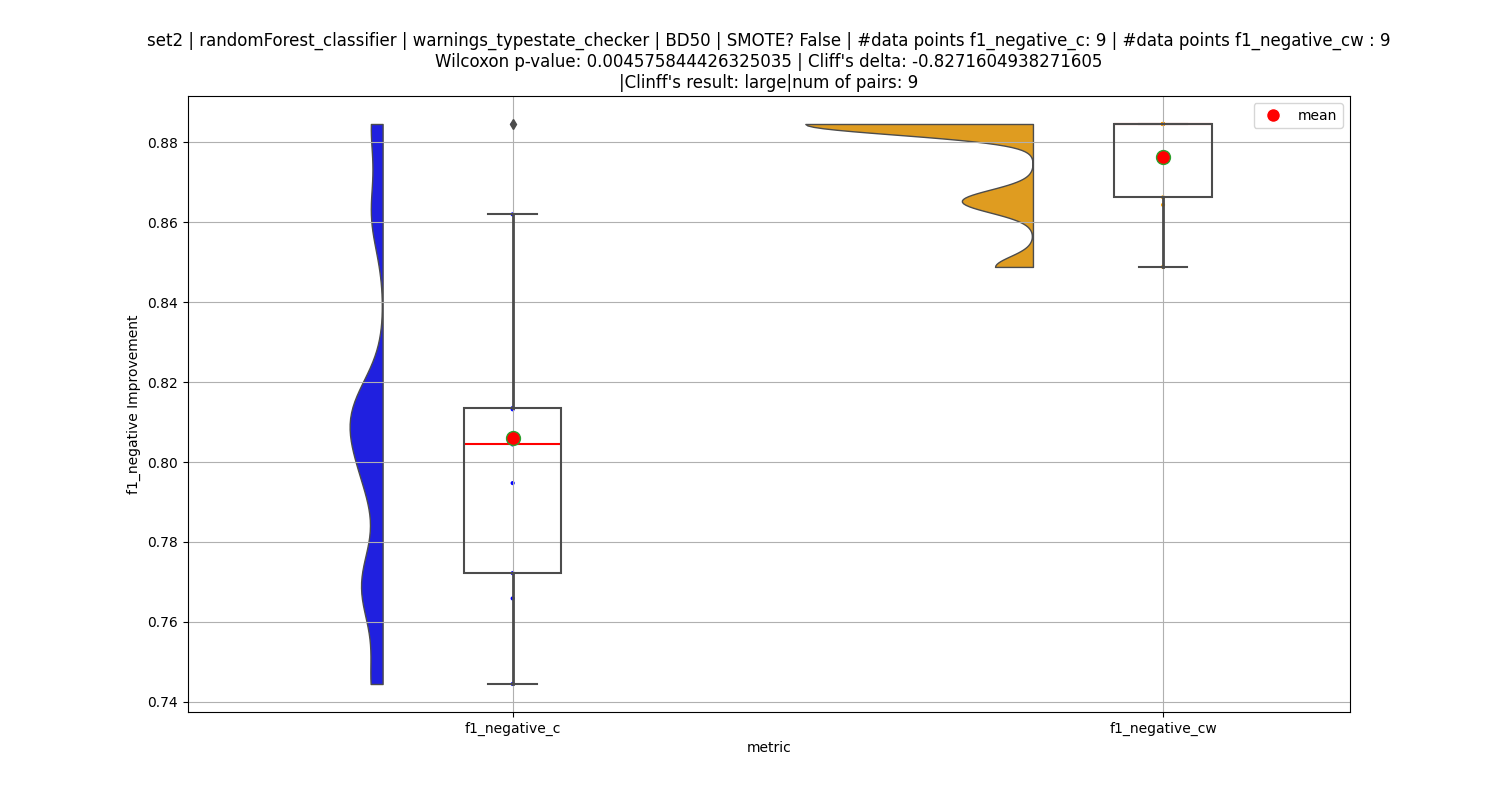 set2 | randomForest_classifier | warnings_typestate_checker | BD50 | SMOTE? False | #data points f1_negative_c: 9 | #data points f1_negative_cw : 9
Wilcoxon p-value: 0.004575844426325035 | Cliff's delta: -0.8271604938271605
|Clinff's result: large|num of pairs: 9
mean
0.88
0.86
0.84
0.82
0.80
0.78
0.76
0.74
f1_negative Improvement
f1_negative_c
f1_negative_cw
metric